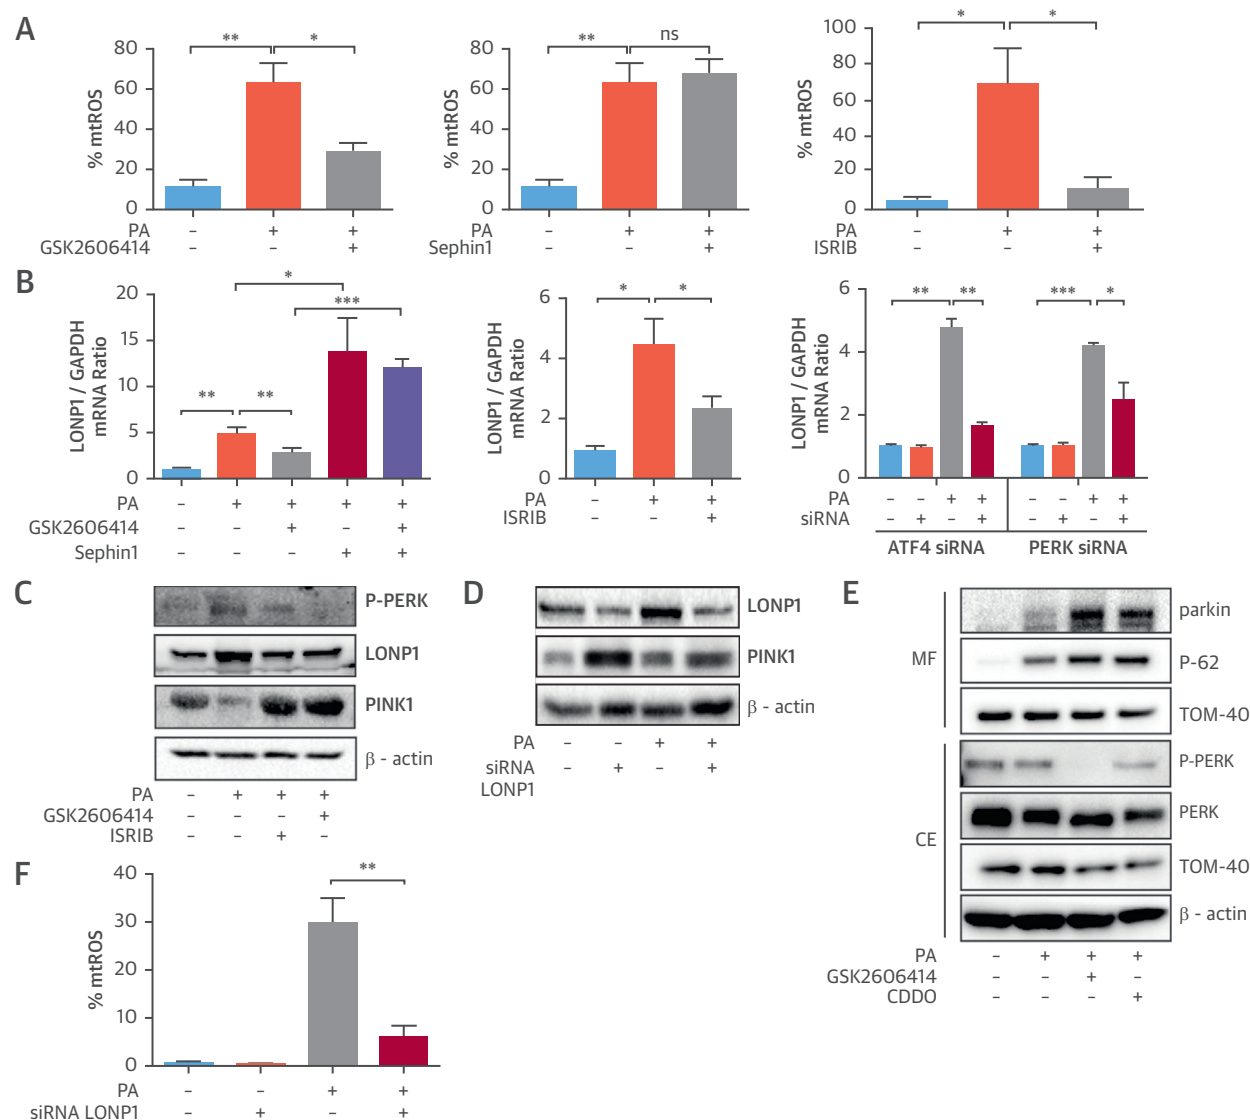 A
% mtROS
80
60
40
20
0
** *
PA – + +
GSK2606414 – – +
% mtROS
80
60
40
20
0
** ns
PA – + +
Sephin1 – – +
% mtROS
100
80
60
40
20
0
* *
PA – + +
ISRIB – – +
B
LONP1 / GAPDH
mRNA Ratio
20
15
10
5
0
*
***
** **
PA – + + + +
GSK2606414 – – + – +
Sephin1 – – – + +
LONP1 / GAPDH
mRNA Ratio
6
4
2
0
* *
PA – + +
ISRIB – – +
LONP1 / GAPDH
mRNA Ratio
6
4
2
0
** ** *** *
PA – – + + – – + +
siRNA – + – + – + – +
ATF4 siRNA PERK siRNA
C
P-PERK
LONP1
PINK1
β - actin
PA – + + +
GSK2606414 – – – +
ISRIB – – + –
D
LONP1
PINK1
β - actin
PA – – + +
siRNA – + – +
LONP1
E
MF
parkin
P-62
TOM-40
CE
P-PERK
PERK
TOM-40
β - actin
PA – + + +
GSK2606414 – – + –
CDDO – – – +
F
% mtROS
40
30
20
10
0
**
PA – – + +
siRNA LONP1 – + – +